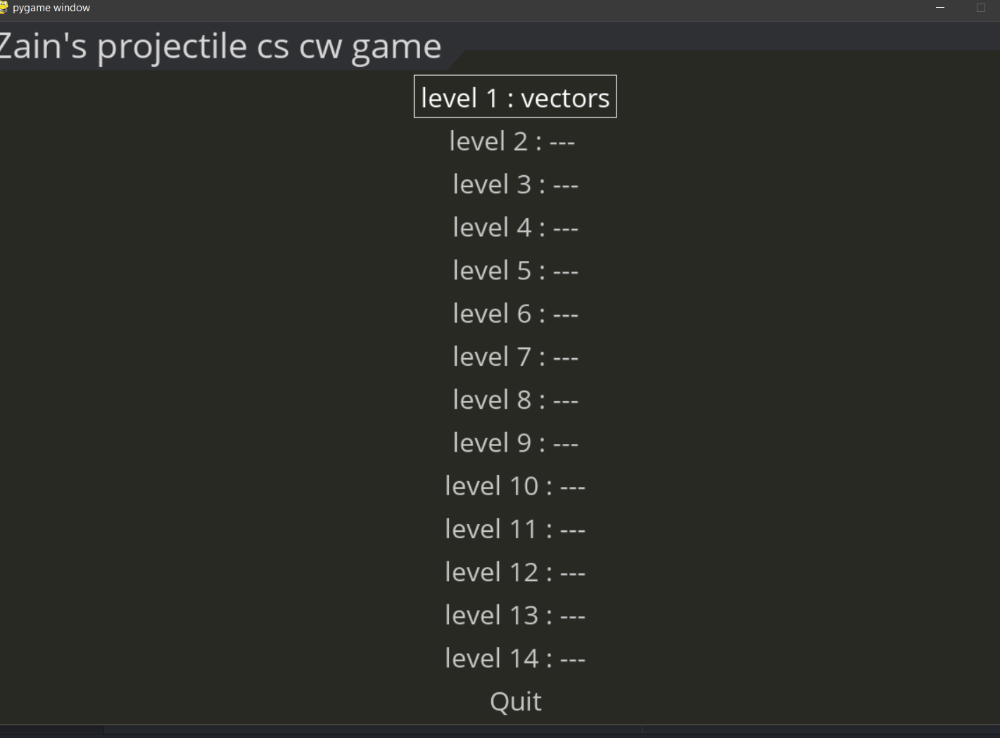 pygame window
Zain's projectile cs cw game
level 1 : vectors
level 2 : ---
level 3 : ---
level 4 : ---
level 5 : ---
level 6 : ---
level 7 : ---
level 8 : ---
level 9 : ---
level 10 : ---
level 11 : ---
level 12 : ---
level 13 : ---
level 14 : ---
Quit